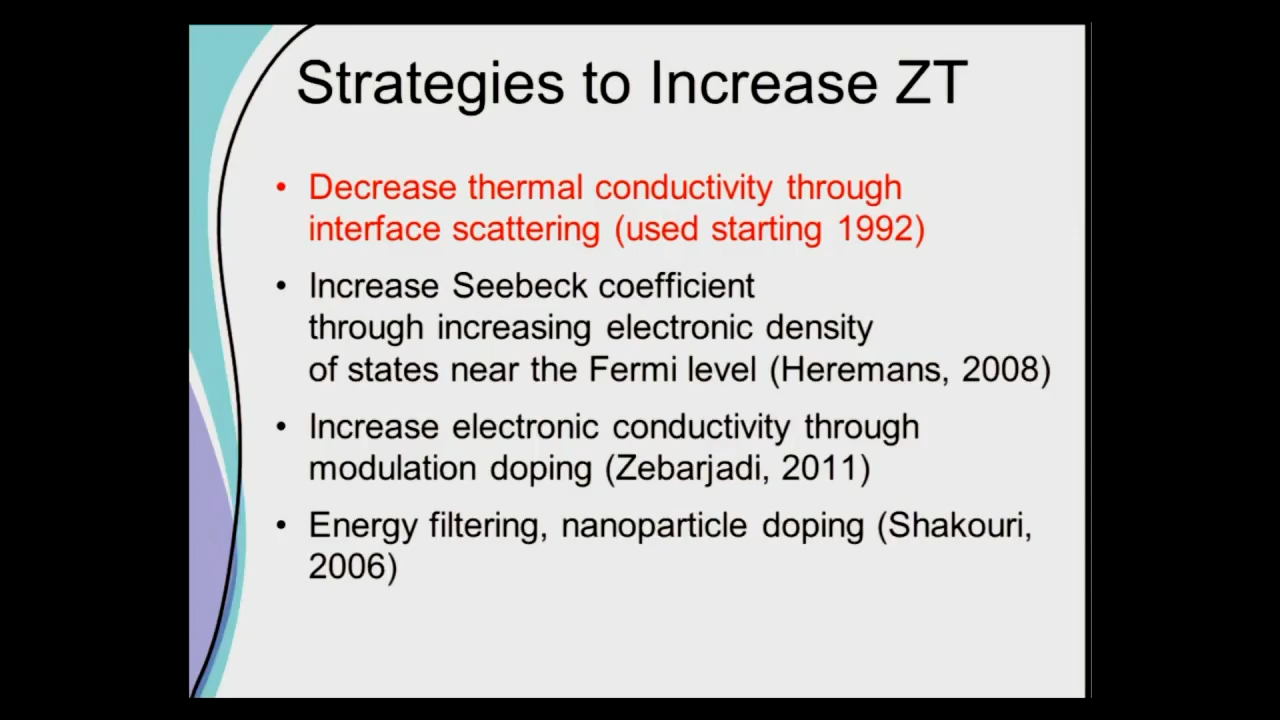 Strategies to Increase ZT
• Decrease thermal conductivity through
interface scattering (used starting 1992)
• Increase Seebeck coefficient
through increasing electronic density
of states near the Fermi level (Heremans, 2008)
• Increase electronic conductivity through
modulation doping (Zebarjadi, 2011)
• Energy filtering, nanoparticle doping (Shakouri,
2006)